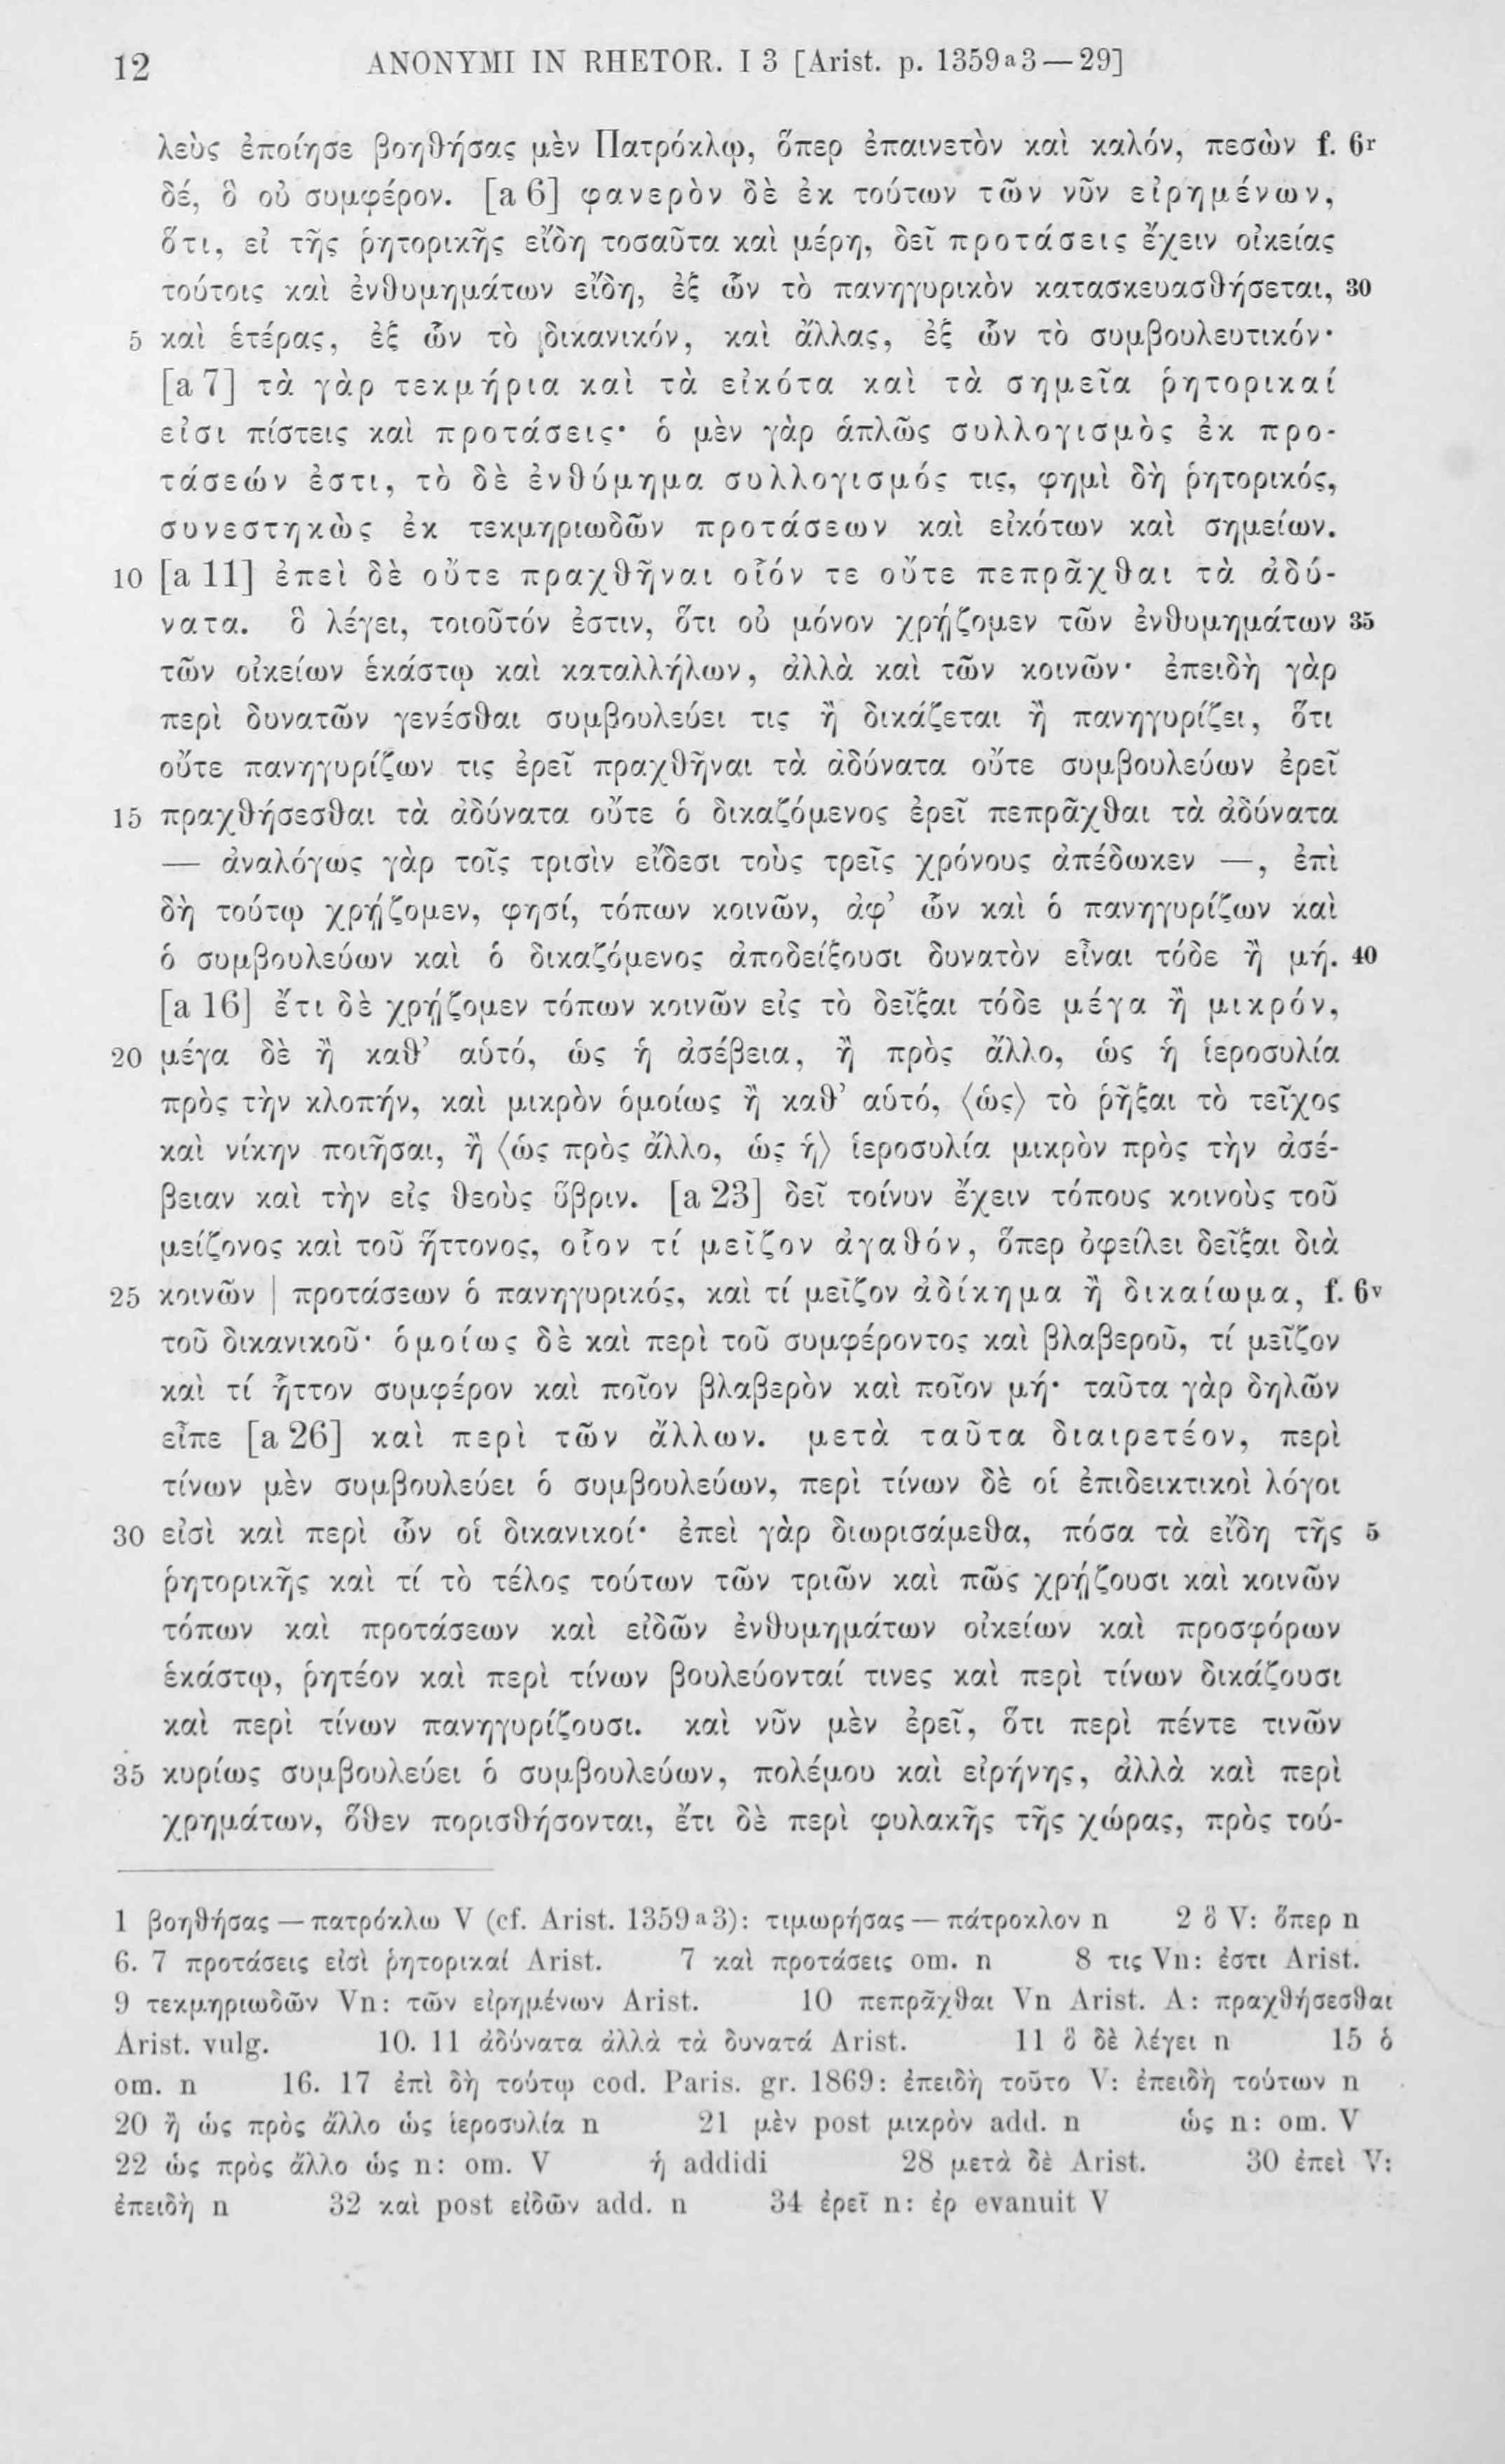 12 ANONYMI IN RHETOR. I 3 [Arist. p. 1359a3—29]
λεὺς ἐποίησε βοηθήσας μὲν Πατρόκλῳ, ὅπερ ἐπαινετὸν καὶ καλόν, πεσὼν f. 6r
δέ, ὃ οὐ συμφέρον. [a 6] φανερὸν δὲ ἐκ τούτων τῶν νῦν εἰρημένων,
ὅτι, εἰ τῆς ῥητορικῆς εἴδη τοσαῦτα καὶ μέρη, δεῖ προτάσεις ἔχειν οἰκείας
τούτοις καὶ ἐνθυμημάτων εἴδη, ἐξ ὧν τὸ πανηγυρικὸν κατασκευασθήσεται, 30
5 καὶ ἑτέρας, ἐξ ὧν τὸ δικανικόν, καὶ ἄλλας, ἐξ ὧν τὸ συμβουλευτικόν·
[a 7] τὰ γὰρ τεκμήρια καὶ τὰ εἰκότα καὶ τὰ σημεῖα ῥητορικαί
εἰσι πίστεις καὶ προτάσεις· ὁ μὲν γὰρ ἁπλῶς συλλογισμὸς ἐκ προ-
τάσεών ἐστι, τὸ δὲ ἐνθύμημα συλλογισμός τις, φημὶ δὴ ῥητορικός,
συνεστηκὼς ἐκ τεκμηριωδῶν προτάσεων καὶ εἰκότων καὶ σημείων.
10 [a 11] ἐπεὶ δὲ οὔτε πραχθῆναι οἷόν τε οὔτε πεπρᾶχθαι τὰ ἀδύ-
νατα. ὃ λέγει, τοιοῦτόν ἐστιν, ὅτι οὐ μόνον χρῄζομεν τῶν ἐνθυμημάτων 35
τῶν οἰκείων ἑκάστῳ καὶ καταλλήλων, ἀλλὰ καὶ τῶν κοινῶν· ἐπειδὴ γὰρ
περὶ δυνατῶν γενέσθαι συμβουλεύει τις ἢ δικάζεται ἢ πανηγυρίζει, ὅτι
οὔτε πανηγυρίζων τις ἐρεῖ πραχθῆναι τὰ ἀδύνατα οὔτε συμβουλεύων ἐρεῖ
15 πραχθήσεσθαι τὰ ἀδύνατα οὔτε ὁ δικαζόμενος ἐρεῖ πεπρᾶχθαι τὰ ἀδύνατα
— ἀναλόγως γὰρ τοῖς τρισὶν εἴδεσι τοὺς τρεῖς χρόνους ἀπέδωκεν —, ἐπὶ
δὴ τούτῳ χρῄζομεν, φησί, τόπων κοινῶν, ἀφ’ ὧν καὶ ὁ πανηγυρίζων καὶ
ὁ συμβουλεύων καὶ ὁ δικαζόμενος ἀποδείξουσι δυνατὸν εἶναι τόδε ἢ μή. 40
[a 16] ἔτι δὲ χρῄζομεν τόπων κοινῶν εἰς τὸ δεῖξαι τόδε μέγα ἢ μικρόν,
20 μέγα δὲ ἢ καθ’ αὑτό, ὡς ἡ ἀσέβεια, ἢ πρὸς ἄλλο, ὡς ἡ ἱεροσυλία
πρὸς τὴν κλοπήν, καὶ μικρὸν ὁμοίως ἢ καθ’ αὑτό, ⟨ὡς⟩ τὸ ῥῆξαι τὸ τεῖχος
καὶ νίκην ποιῆσαι, ἢ ⟨ὡς πρὸς ἄλλο, ὡς ἡ⟩ ἱεροσυλία μικρὸν πρὸς τὴν ἀσέ-
βειαν καὶ τὴν εἰς θεοὺς ὕβριν. [a 23] δεῖ τοίνυν ἔχειν τόπους κοινοὺς τοῦ
μείζονος καὶ τοῦ ἥττονος, οἷον τί μεῖζον ἀγαθόν, ὅπερ ὀφείλει δεῖξαι διὰ
25 κοινῶν | προτάσεων ὁ πανηγυρικός, καὶ τί μεῖζον ἀδίκημα ἢ δικαίωμα, f. 6v
τοῦ δικανικοῦ· ὁμοίως δὲ καὶ περὶ τοῦ συμφέροντος καὶ βλαβεροῦ, τί μεῖζον
καὶ τί ἧττον συμφέρον καὶ ποῖον βλαβερὸν καὶ ποῖον μή· ταῦτα γὰρ δηλῶν
εἶπε [a 26] καὶ περὶ τῶν ἄλλων. μετὰ ταῦτα διαιρετέον, περὶ
τίνων μὲν συμβουλεύει ὁ συμβουλεύων, περὶ τίνων δὲ οἱ ἐπιδεικτικοὶ λόγοι
30 εἰσὶ καὶ περὶ ὧν οἱ δικανικοί· ἐπεὶ γὰρ διωρισάμεθα, πόσα τὰ εἴδη τῆς 5
ῥητορικῆς καὶ τί τὸ τέλος τούτων τῶν τριῶν καὶ πῶς χρῄζουσι καὶ κοινῶν
τόπων καὶ προτάσεων καὶ εἰδῶν ἐνθυμημάτων οἰκείων καὶ προσφόρων
ἑκάστῳ, ῥητέον καὶ περὶ τίνων βουλεύονταί τινες καὶ περὶ τίνων δικάζουσι
καὶ περὶ τίνων πανηγυρίζουσι. καὶ νῦν μὲν ἐρεῖ, ὅτι περὶ πέντε τινῶν
35 κυρίως συμβουλεύει ὁ συμβουλεύων, πολέμου καὶ εἰρήνης, ἀλλὰ καὶ περὶ
χρημάτων, ὅθεν πορισθήσονται, ἔτι δὲ περὶ φυλακῆς τῆς χώρας, πρὸς τού-
1 βοηθήσας — πατρόκλω V (cf. Arist. 1359a3): τιμωρήσας — πάτροκλον n 2 ὃ V: ὅπερ n
6. 7 προτάσεις εἰσὶ ῥητορικαί Arist. 7 καὶ προτάσεις om. n 8 τις Vn: ἐστι Arist.
9 τεκμηριωδῶν Vn: τῶν εἰρημένων Arist. 10 πεπρᾶχθαι Vn Arist. A: πραχθήσεσθαι
Arist. vulg. 10. 11 ἀδύνατα ἀλλὰ τὰ δυνατά Arist. 11 ὃ δὲ λέγει n 15 ὁ
om. n 16. 17 ἐπὶ δὴ τούτῳ cod. Paris. gr. 1869: ἐπειδὴ τοῦτο V: ἐπειδὴ τούτων n
20 ἢ ὡς πρὸς ἄλλο ὡς ἱεροσυλία n 21 μὲν post μικρὸν add. n ὡς n: om. V
22 ὡς πρὸς ἄλλο ὡς n: om. V ἡ addidi 28 μετὰ δὲ Arist. 30 ἐπεὶ V:
ἐπειδὴ n 32 καὶ post εἰδῶν add. n 34 ἐρεῖ n: ἐρ evanuit V